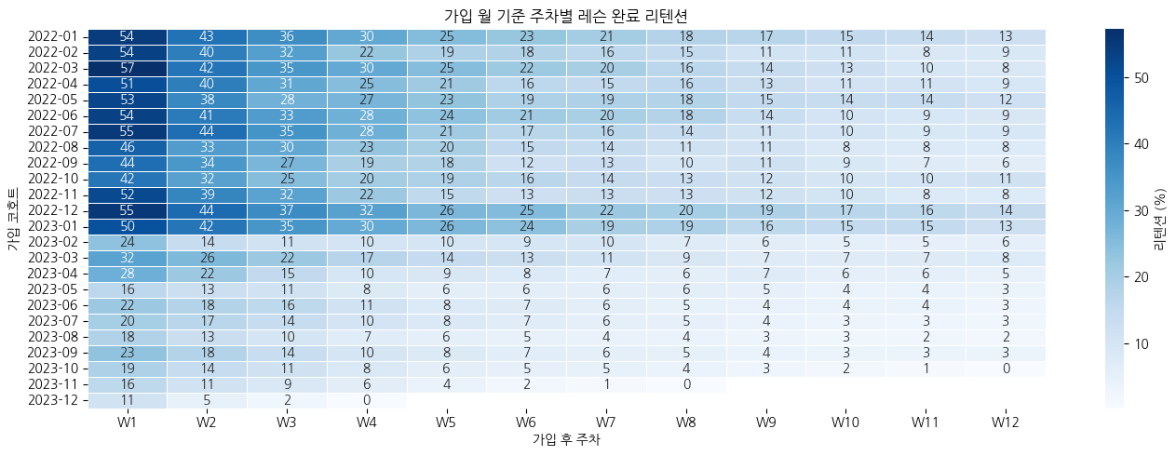 가입 월 기준 주차별 레슨 완료 리텐션
2022-01 54 43 36 30 25 23 21 18 17 15 14 13
2022-02 54 40 32 22 19 18 16 15 11 11 8 9
2022-03 57 42 35 30 25 22 20 16 14 13 10 8
2022-04 51 40 31 25 21 16 15 16 13 11 11 9
2022-05 53 38 28 27 23 19 19 18 15 14 14 12
2022-06 54 41 33 28 24 21 20 18 14 10 9 9
2022-07 55 44 35 28 21 17 16 14 11 10 9 9
2022-08 46 33 30 23 20 15 14 11 11 8 8 8
2022-09 44 34 27 19 18 12 13 10 11 9 7 6
2022-10 42 32 25 20 19 16 14 13 12 10 10 11
2022-11 52 39 32 22 15 13 13 13 12 10 8 8
2022-12 55 44 37 32 26 25 22 20 19 17 16 14
2023-01 50 42 35 30 26 24 19 19 16 15 15 13
2023-02 24 14 11 10 10 9 10 7 6 5 5 6
2023-03 32 26 22 17 14 13 11 9 7 7 7 8
2023-04 28 22 15 10 9 8 7 6 7 6 6 5
2023-05 16 13 11 8 6 6 6 6 5 4 4 3
2023-06 22 18 16 11 8 7 6 5 4 4 4 3
2023-07 20 17 14 10 8 7 6 5 4 3 3 3
2023-08 18 13 10 7 6 5 4 4 3 3 2 2
2023-09 23 18 14 10 8 7 6 5 4 3 3 3
2023-10 19 14 11 8 6 5 5 4 3 2 1 0
2023-11 16 11 9 6 4 2 1 0
2023-12 11 5 2 0
W1 W2 W3 W4 W5 W6 W7 W8 W9 W10 W11 W12
가입 후 주차
가입 코호트
50
40
30
20
10
리텐션 (%)